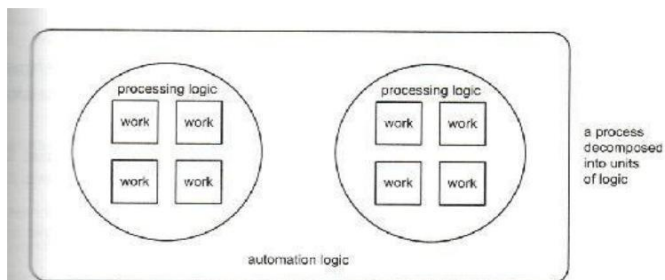 processing logic
work work
work work
processing logic
work work
work work
automation logic
a process
decomposed
into units
of logic